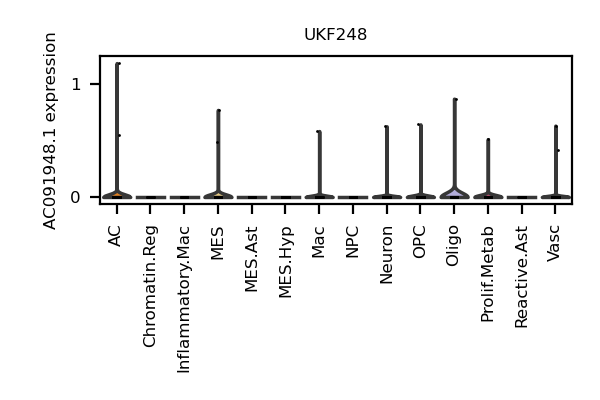 UKF248
AC091948.1 expression
1
0
AC
Chromatin.Reg
Inflammatory.Mac
MES
MES.Ast
MES.Hyp
Mac
NPC
Neuron
OPC
Oligo
Prolif.Metab
Reactive.Ast
Vasc